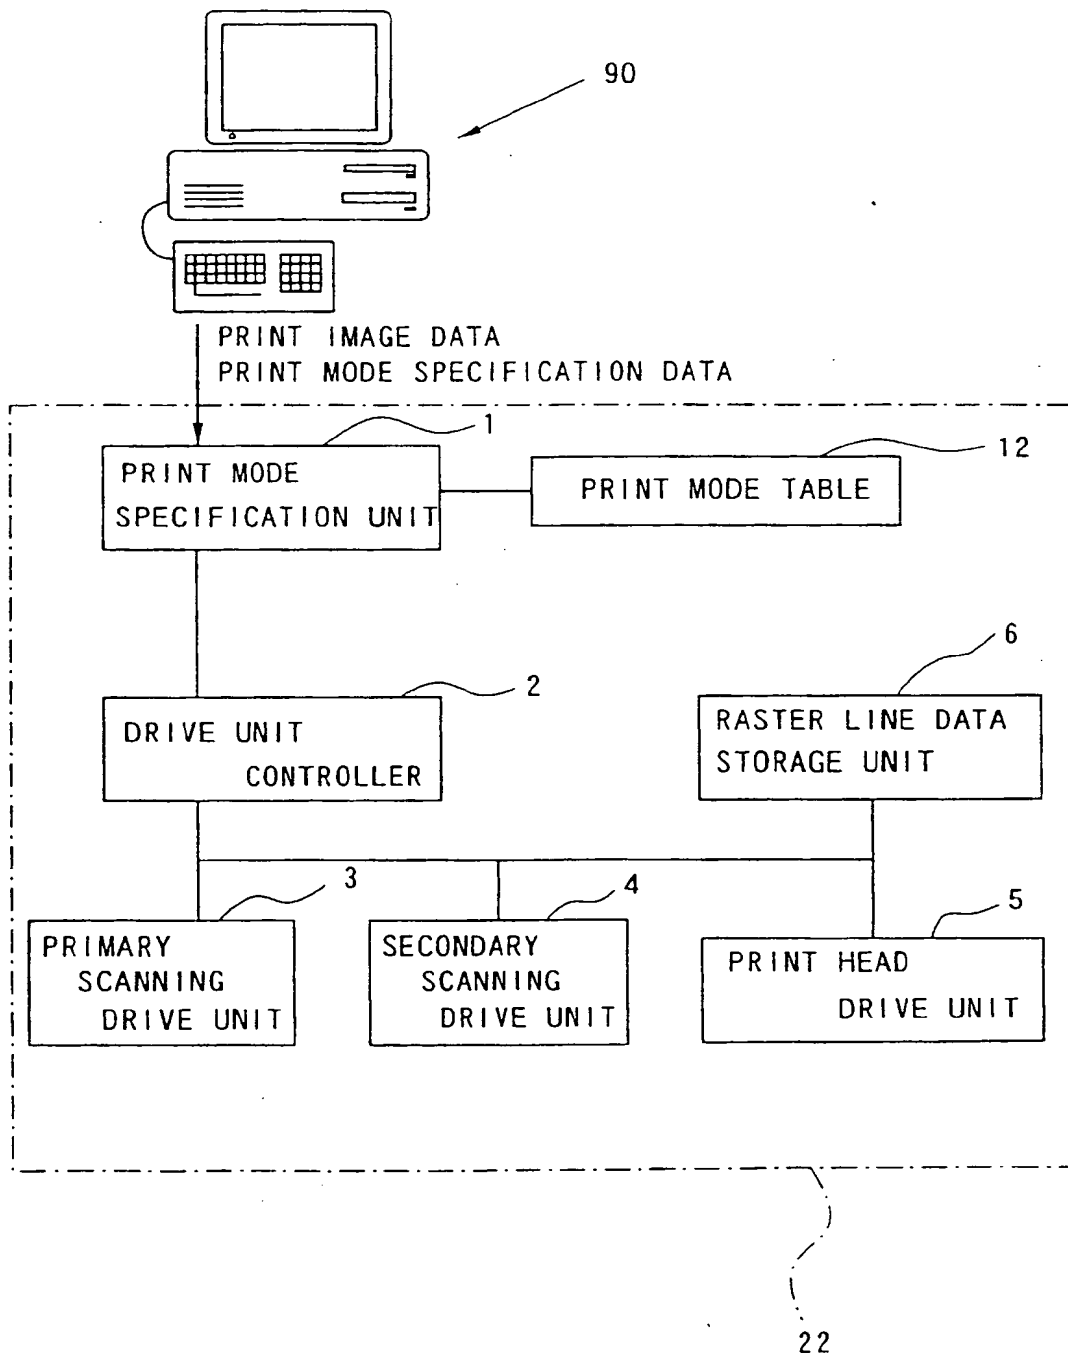 90
PRINT IMAGE DATA
PRINT MODE SPECIFICATION DATA
1
PRINT MODE
SPECIFICATION UNIT
12
PRINT MODE TABLE
2
DRIVE UNIT
CONTROLLER
6
RASTER LINE DATA
STORAGE UNIT
3
PRIMARY
SCANNING
DRIVE UNIT
4
SECONDARY
SCANNING
DRIVE UNIT
5
PRINT HEAD
DRIVE UNIT
22